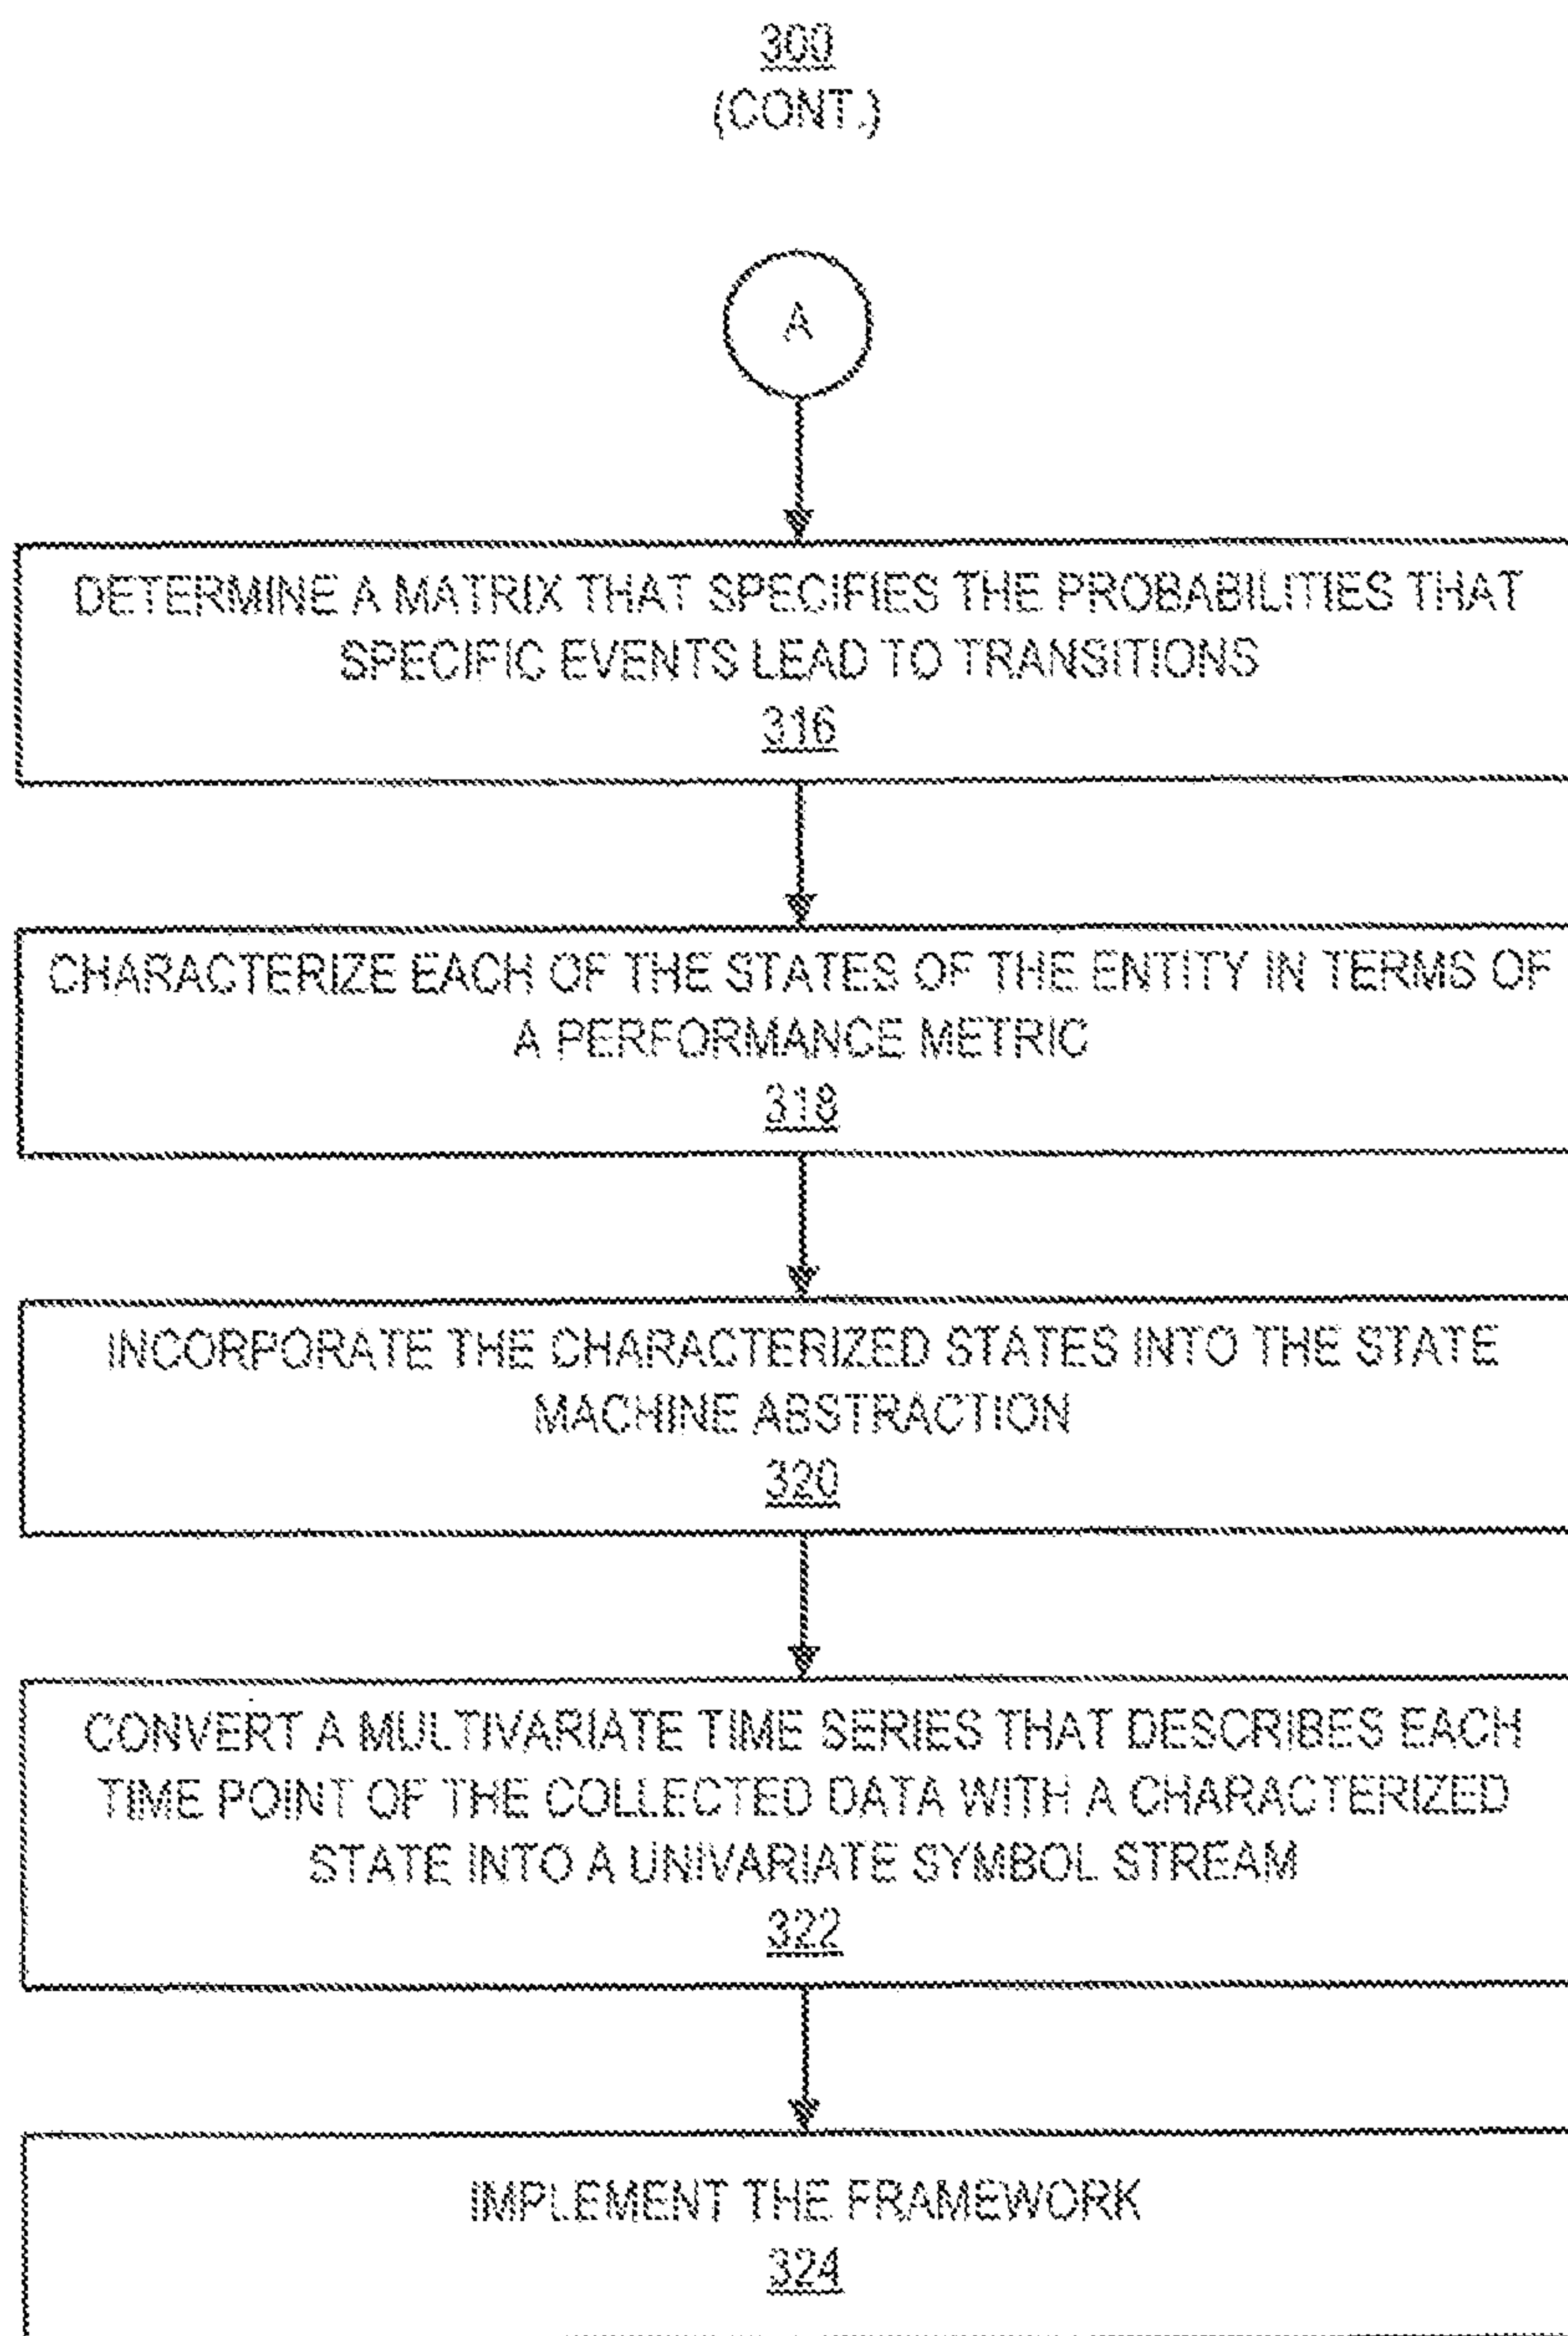 300
(CONT.)
A
DETERMINE A MATRIX THAT SPECIFIES THE PROBABILITIES THAT
SPECIFIC EVENTS LEAD TO TRANSITIONS
316
CHARACTERIZE EACH OF THE STATES OF THE ENTITY IN TERMS OF
A PERFORMANCE METRIC
318
INCORPORATE THE CHARACTERIZED STATES INTO THE STATE
MACHINE ABSTRACTION
320
CONVERT A MULTIVARIATE TIME SERIES THAT DESCRIBES EACH
TIME POINT OF THE COLLECTED DATA WITH A CHARACTERIZED
STATE INTO A UNIVARIATE SYMBOL STREAM
322
IMPLEMENT THE FRAMEWORK
324